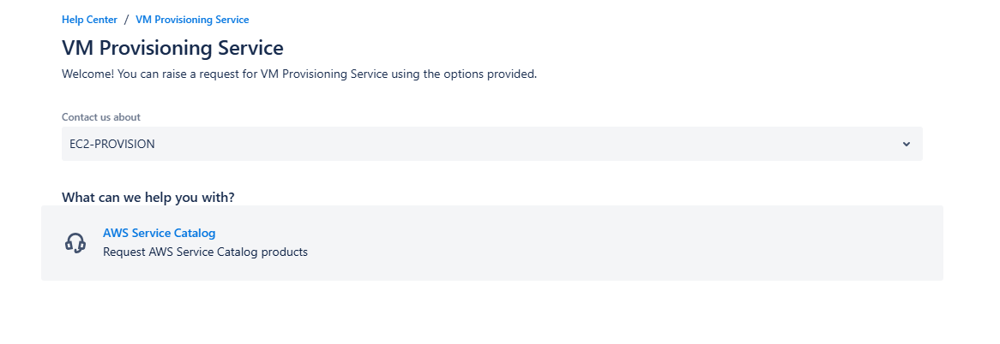 Help Center / VM Provisioning Service
VM Provisioning Service
Welcome! You can raise a request for VM Provisioning Service using the options provided.
Contact us about
EC2-PROVISION
What can we help you with?
AWS Service Catalog
Request AWS Service Catalog products